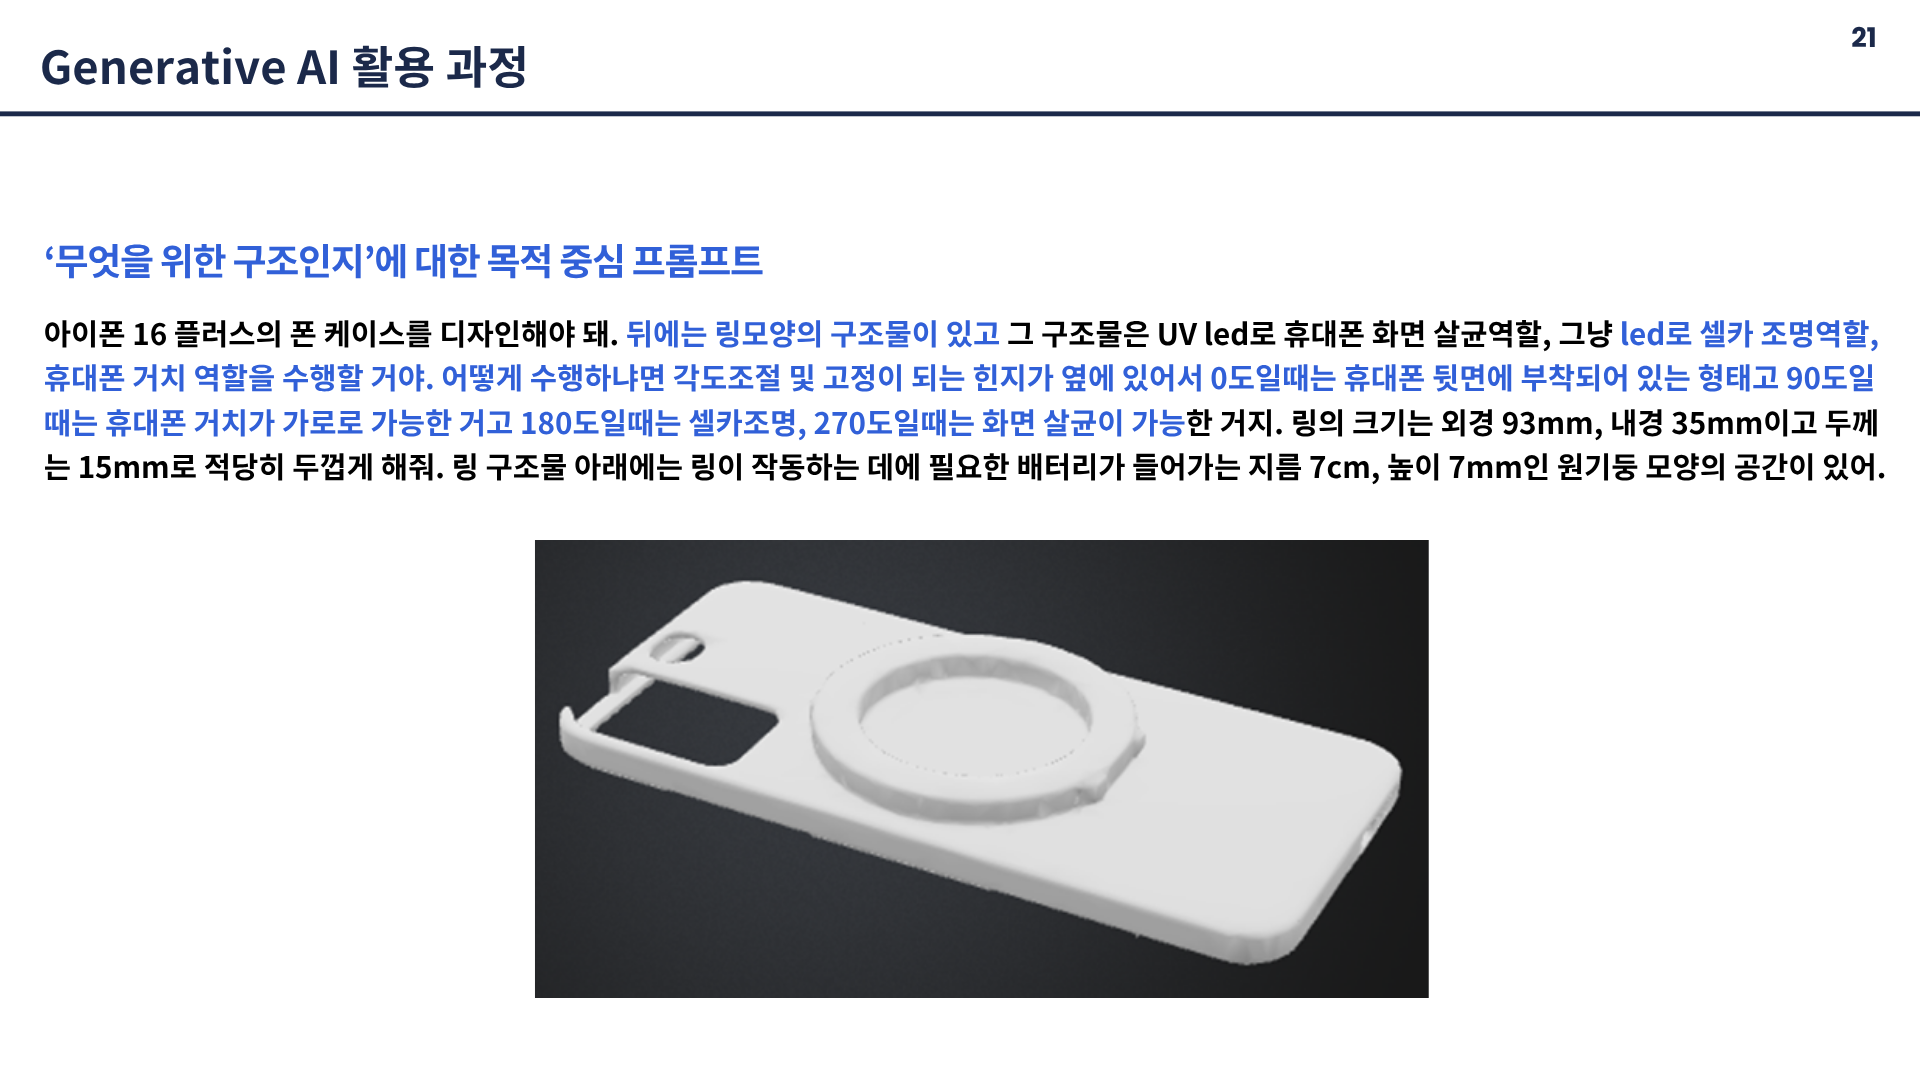 21
Generative AI 활용 과정
‘무엇을 위한 구조인지’에 대한 목적 중심 프롬프트
아이폰 16 플러스의 폰 케이스를 디자인해야 돼. 뒤에는 링모양의 구조물이 있고 그 구조물은 UV led로 휴대폰 화면 살균역할, 그냥 led로 셀카 조명역할,
휴대폰 거치 역할을 수행할 거야. 어떻게 수행하냐면 각도조절 및 고정이 되는 힌지가 옆에 있어서 0도일때는 휴대폰 뒷면에 부착되어 있는 형태고 90도일
때는 휴대폰 거치가 가로로 가능한 거고 180도일때는 셀카조명, 270도일때는 화면 살균이 가능한 거지. 링의 크기는 외경 93mm, 내경 35mm이고 두께
는 15mm로 적당히 두껍게 해줘. 링 구조물 아래에는 링이 작동하는 데에 필요한 배터리가 들어가는 지름 7cm, 높이 7mm인 원기둥 모양의 공간이 있어.